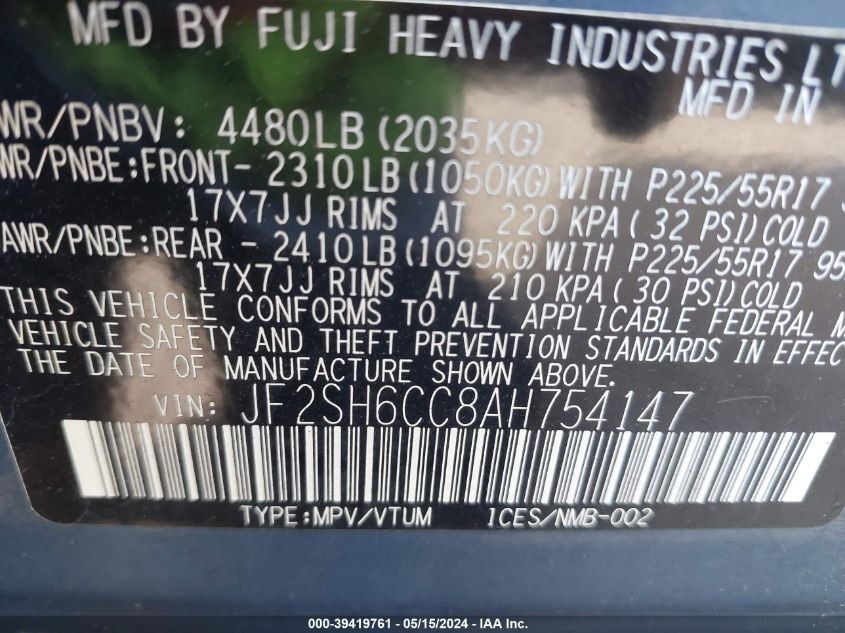 MFD BY FUJI HEAVY INDUSTRIES LT
MFD IN
WR/PNBV: 4480LB (2035KG)
WR/PNBE:FRONT- 2310 LB (1050KG) WITH P225/55R17
17X7JJ RIMS AT 220 KPA ( 32 PSI) COLD
AWR/PNBE:REAR - 2410 LB (1095KG) WITH P225/55R17 95
17X7JJ RIMS AT 210 KPA ( 30 PSI) COLD
THIS VEHICLE CONFORMS TO ALL APPLICABLE FEDERAL M
VEHICLE SAFETY AND THEFT PREVENTION STANDARDS IN EFFEC
THE DATE OF MANUFACTURE SHOWN ABOVE.
VIN: JF2SH6CC8AH754147
TYPE:MPV/VTUM ICES/NMB-002
000-39419761 - 05/15/2024 - IAA, Inc.